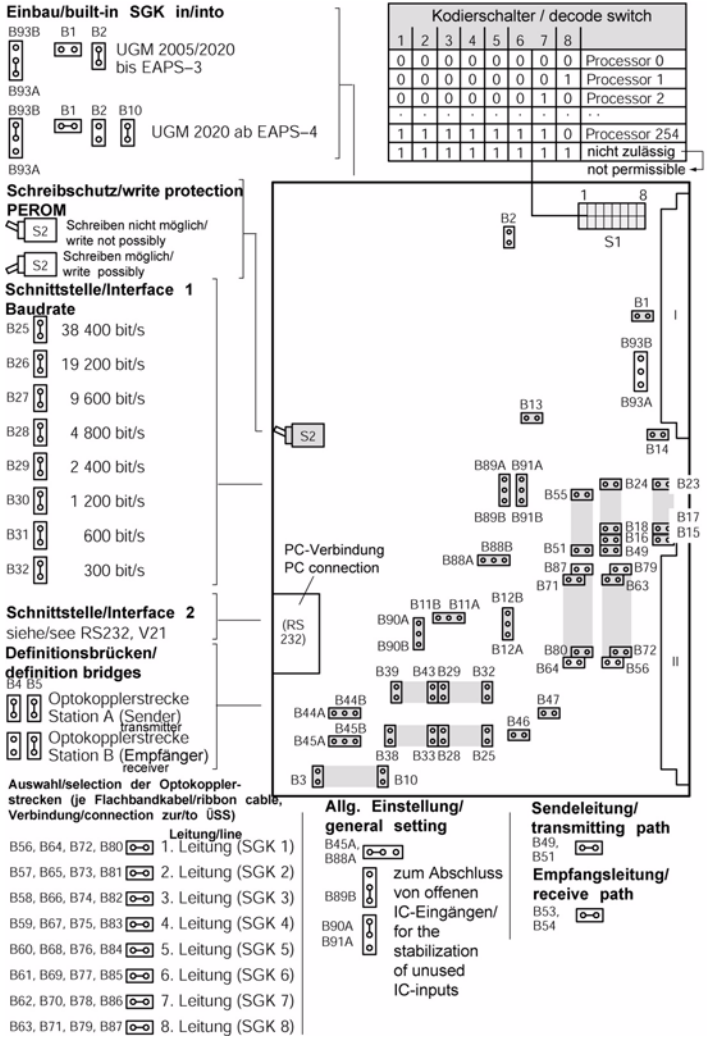 Einbau/built-in SGK in/into
B93B B1 B2
UGM 2005/2020
bis EAPS–3
B93A
B93B B1 B2 B10
UGM 2020 ab EAPS–4
B93A
Kodierschalter / decode switch
1 2 3 4 5 6 7 8
0 0 0 0 0 0 0 0 Processor 0
0 0 0 0 0 0 0 1 Processor 1
0 0 0 0 0 0 1 0 Processor 2
. . . . . . . . . .
1 1 1 1 1 1 1 0 Processor 254
1 1 1 1 1 1 1 1 nicht zulässig
not permissible
Schreibschutz/write protection
PEROM
S2 Schreiben nicht möglich/
write not possibly
S2 Schreiben möglich/
write possibly
Schnittstelle/Interface 1
Baudrate
B25 38 400 bit/s
B26 19 200 bit/s
B27 9 600 bit/s
B28 4 800 bit/s
B29 2 400 bit/s
B30 1 200 bit/s
B31 600 bit/s
B32 300 bit/s
Schnittstelle/Interface 2
siehe/see RS232, V21
Definitionsbrücken/
definition bridges
B4 B5
Optokopplerstrecke
Station A (Sender)
transmitter
Optokopplerstrecke
Station B (Empfänger)
receiver
1 8
S1
B2
B1
I
B93B
B93A
B13
B14
S2
B89A B91A
B89B B91B
B24 B23
B55
B17
B18
B15
B16
B51 B49
B88B
B88A
B87 B79
B71 B63
PC-Verbindung
PC connection
(RS
232)
B11B B11A
B90A
B90B
B12B
B12A
B80 B72
B64 B56
II
B39 B43 B29 B32
B44B
B44A
B45B
B45A
B47
B46
B38 B33 B28 B25
B3 B10
Auswahl/selection der Optokoppler-
strecken (je Flachbandkabel/ribbon cable,
Verbindung/connection zur/to ÜSS)
Leitung/line
B56, B64, B72, B80 1. Leitung (SGK 1)
B57, B65, B73, B81 2. Leitung (SGK 2)
B58, B66, B74, B82 3. Leitung (SGK 3)
B59, B67, B75, B83 4. Leitung (SGK 4)
B60, B68, B76, B84 5. Leitung (SGK 5)
B61, B69, B77, B85 6. Leitung (SGK 6)
B62, B70, B78, B86 7. Leitung (SGK 7)
B63, B71, B79, B87 8. Leitung (SGK 8)
Allg. Einstellung/
general setting
B45A,
B88A
B89B
B90A
B91A
zum Abschluss
von offenen
IC-Eingängen/
for the
stabilization
of unused
IC-inputs
Sendeleitung/
transmitting path
B49,
B51
Empfangsleitung/
receive path
B53,
B54